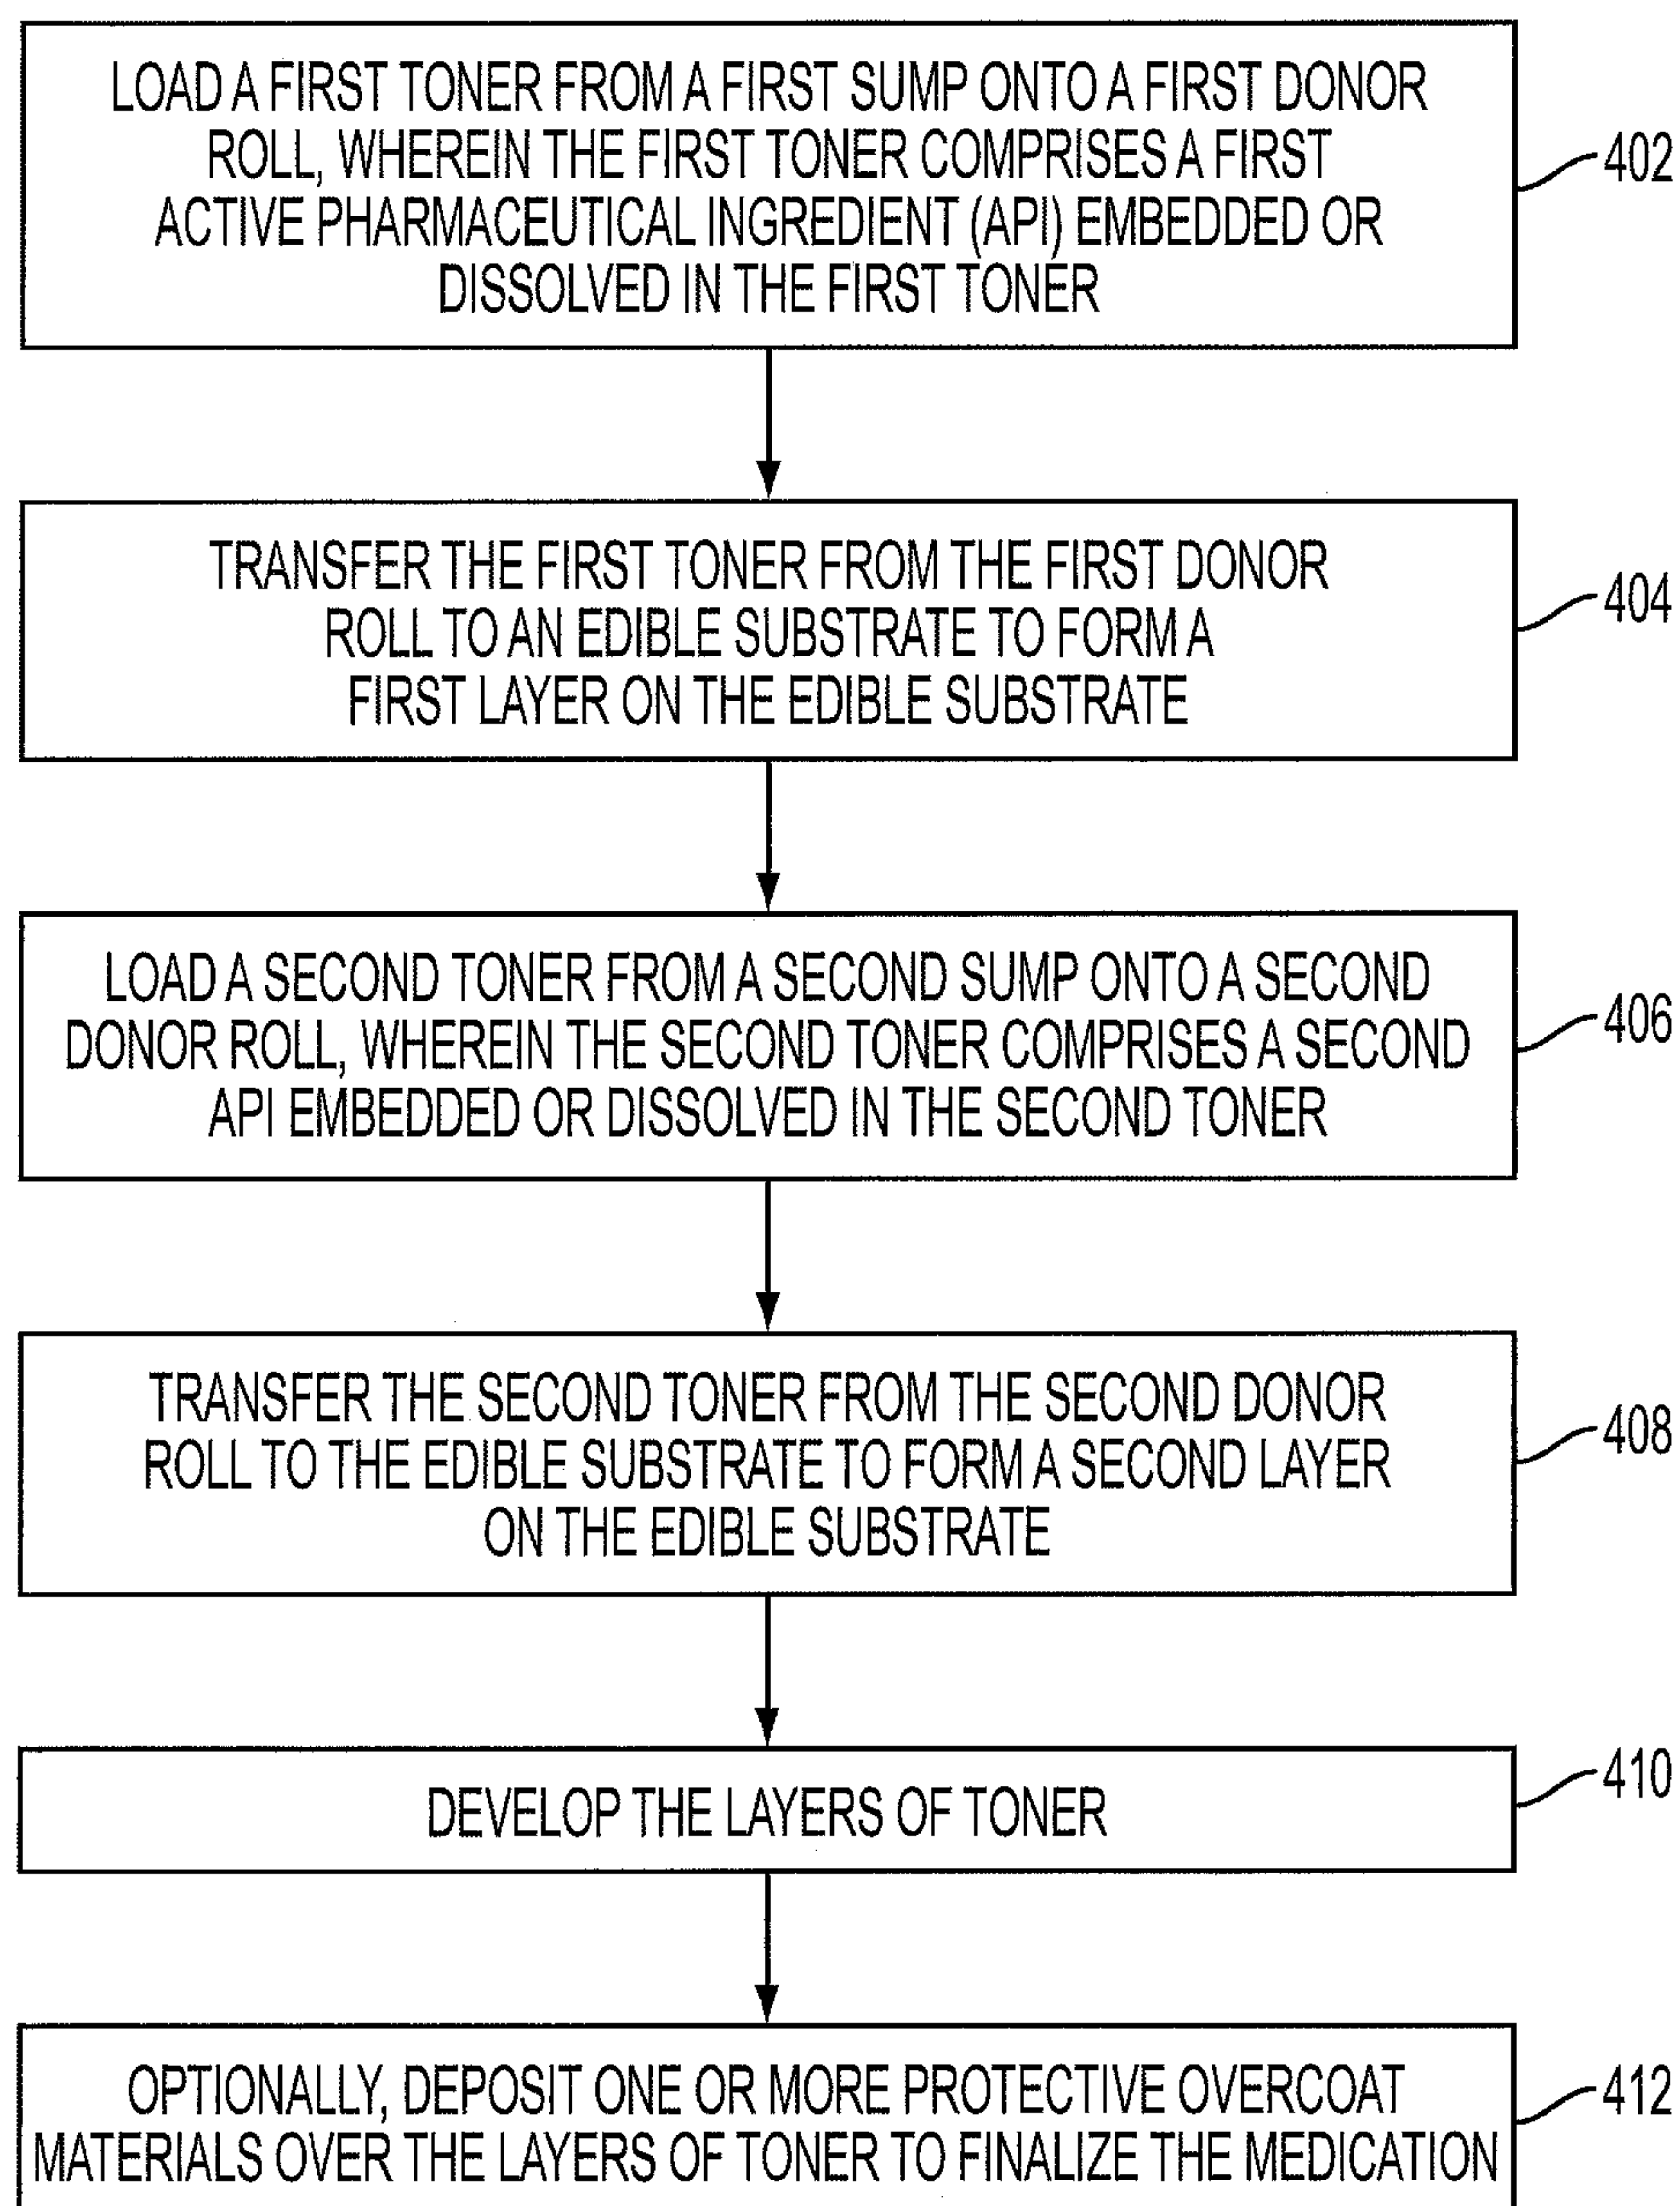 LOAD A FIRST TONER FROM A FIRST SUMP ONTO A FIRST DONOR
ROLL, WHEREIN THE FIRST TONER COMPRISES A FIRST
ACTIVE PHARMACEUTICAL INGREDIENT (API) EMBEDDED OR
DISSOLVED IN THE FIRST TONER
402
TRANSFER THE FIRST TONER FROM THE FIRST DONOR
ROLL TO AN EDIBLE SUBSTRATE TO FORM A
FIRST LAYER ON THE EDIBLE SUBSTRATE
404
LOAD A SECOND TONER FROM A SECOND SUMP ONTO A SECOND
DONOR ROLL, WHEREIN THE SECOND TONER COMPRISES A SECOND
API EMBEDDED OR DISSOLVED IN THE SECOND TONER
406
TRANSFER THE SECOND TONER FROM THE SECOND DONOR
ROLL TO THE EDIBLE SUBSTRATE TO FORM A SECOND LAYER
ON THE EDIBLE SUBSTRATE
408
DEVELOP THE LAYERS OF TONER
410
OPTIONALLY, DEPOSIT ONE OR MORE PROTECTIVE OVERCOAT
MATERIALS OVER THE LAYERS OF TONER TO FINALIZE THE MEDICATION
412